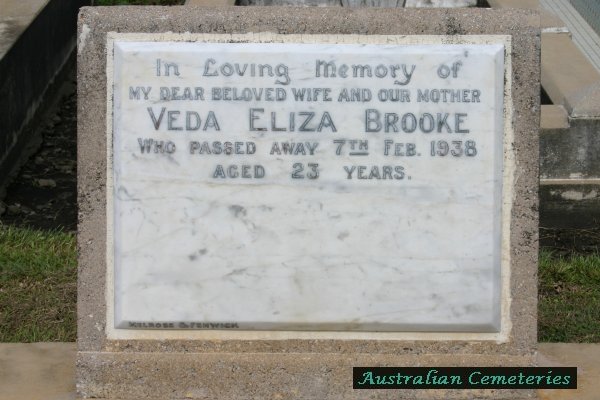 In Loving Memory of
MY DEAR BELOVED WIFE AND OUR MOTHER
VEDA ELIZA BROOKE
WHO PASSED AWAY 7TH FEB. 1938
AGED 23 YEARS.
MELROSE & FENWICK
Australian Cemeteries